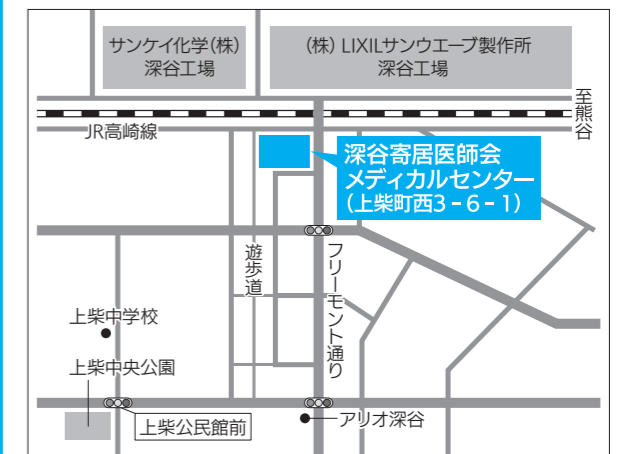 サンケイ化学(株)
深谷工場
(株) LIXILサンウエーブ製作所
深谷工場
至熊谷
JR高崎線
深谷寄居医師会
メディカルセンター
(上柴町西3-6-1)
遊歩道
フリーモント通り
上柴中学校
上柴中央公園
上柴公民館前
アリオ深谷